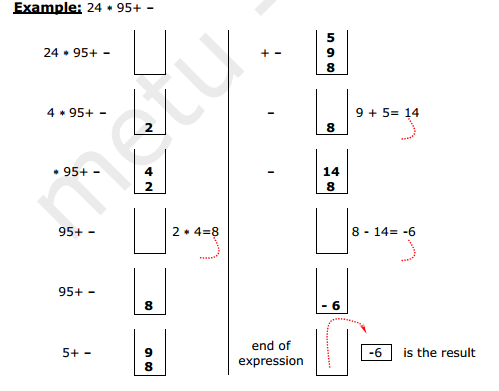 Example: 24 * 95+ –
24 * 95+ –
4 * 95+ –
2
* 95+ –
4
2
95+ –
2 * 4=8
95+ –
8
5+ –
9
8
+ –
5
9
8
–
8
9 + 5= 14
–
14
8
8 - 14= -6
- 6
end of
expression
-6 is the result
metu